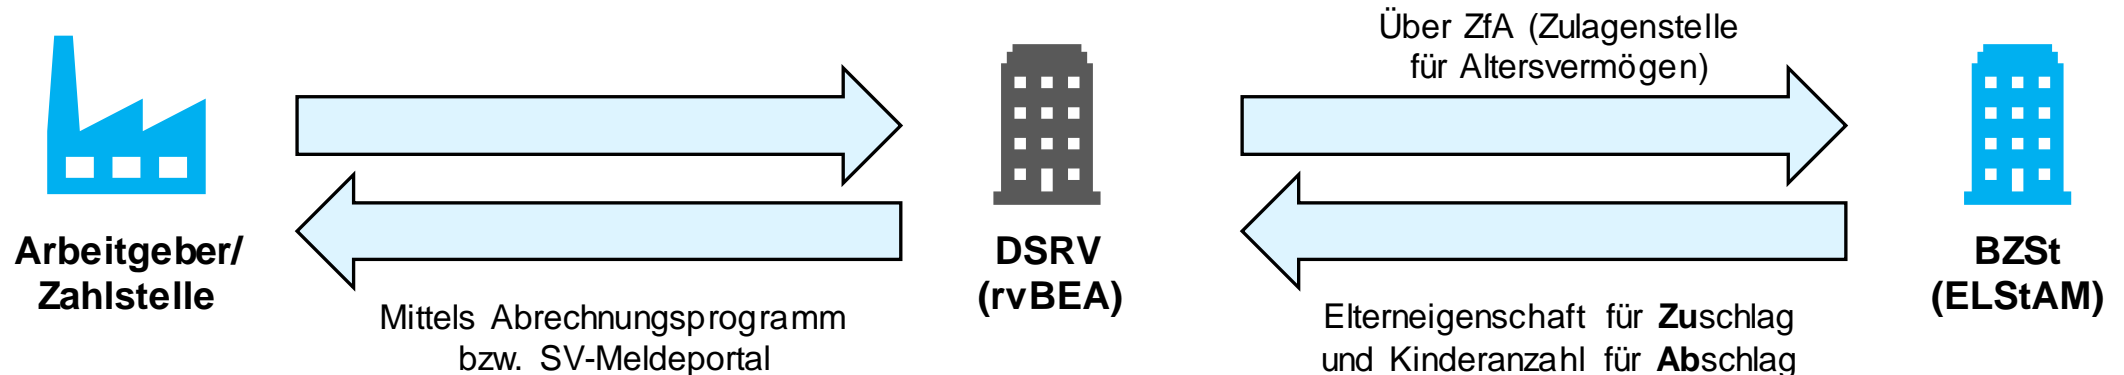 Über ZfA (Zulagenstelle
für Altersvermögen)
Arbeitgeber/
Zahlstelle
DSRV
(rvBEA)
BZSt
(ELStAM)
Mittels Abrechnungsprogramm
bzw. SV-Meldeportal
Elterneigenschaft für Zuschlag
und Kinderanzahl für Abschlag